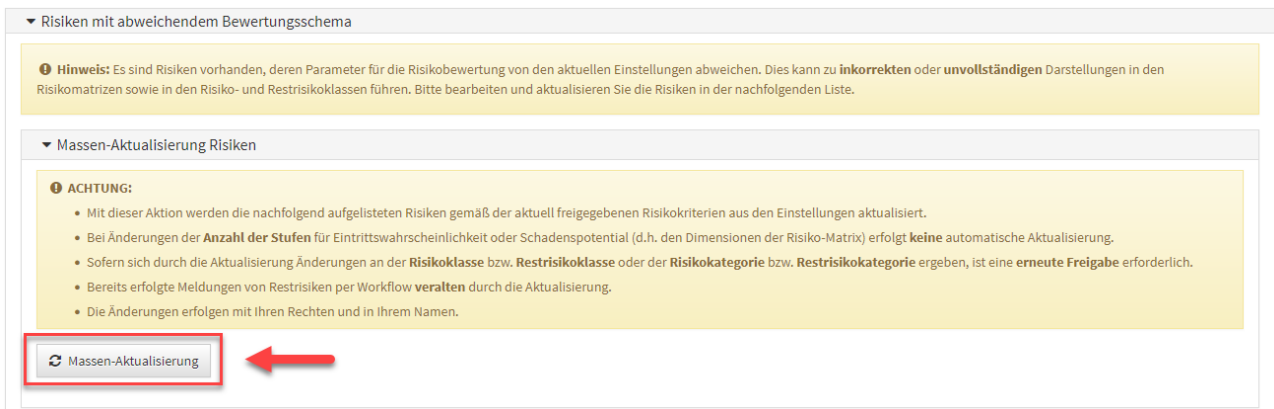 Risiken mit abweichendem Bewertungsschema
Hinweis: Es sind Risiken vorhanden, deren Parameter für die Risikobewertung von den aktuellen Einstellungen abweichen. Dies kann zu inkorrekten oder unvollständigen Darstellungen in den
Risikomatrizen sowie in den Risiko- und Restrisikoklassen führen. Bitte bearbeiten und aktualisieren Sie die Risiken in der nachfolgenden Liste.
Massen-Aktualisierung Risiken
ACHTUNG:
• Mit dieser Aktion werden die nachfolgend aufgelisteten Risiken gemäß der aktuell freigegebenen Risikokriterien aus den Einstellungen aktualisiert.
• Bei Änderungen der Anzahl der Stufen für Eintrittswahrscheinlichkeit oder Schadenspotential (d.h. den Dimensionen der Risiko-Matrix) erfolgt keine automatische Aktualisierung.
• Sofern sich durch die Aktualisierung Änderungen an der Risikoklasse bzw. Restrisikoklasse oder der Risikokategorie bzw. Restrisikokategorie ergeben, ist eine erneute Freigabe erforderlich.
• Bereits erfolgte Meldungen von Restrisiken per Workflow veralten durch die Aktualisierung.
• Die Änderungen erfolgen mit Ihren Rechten und in Ihrem Namen.
Massen-Aktualisierung